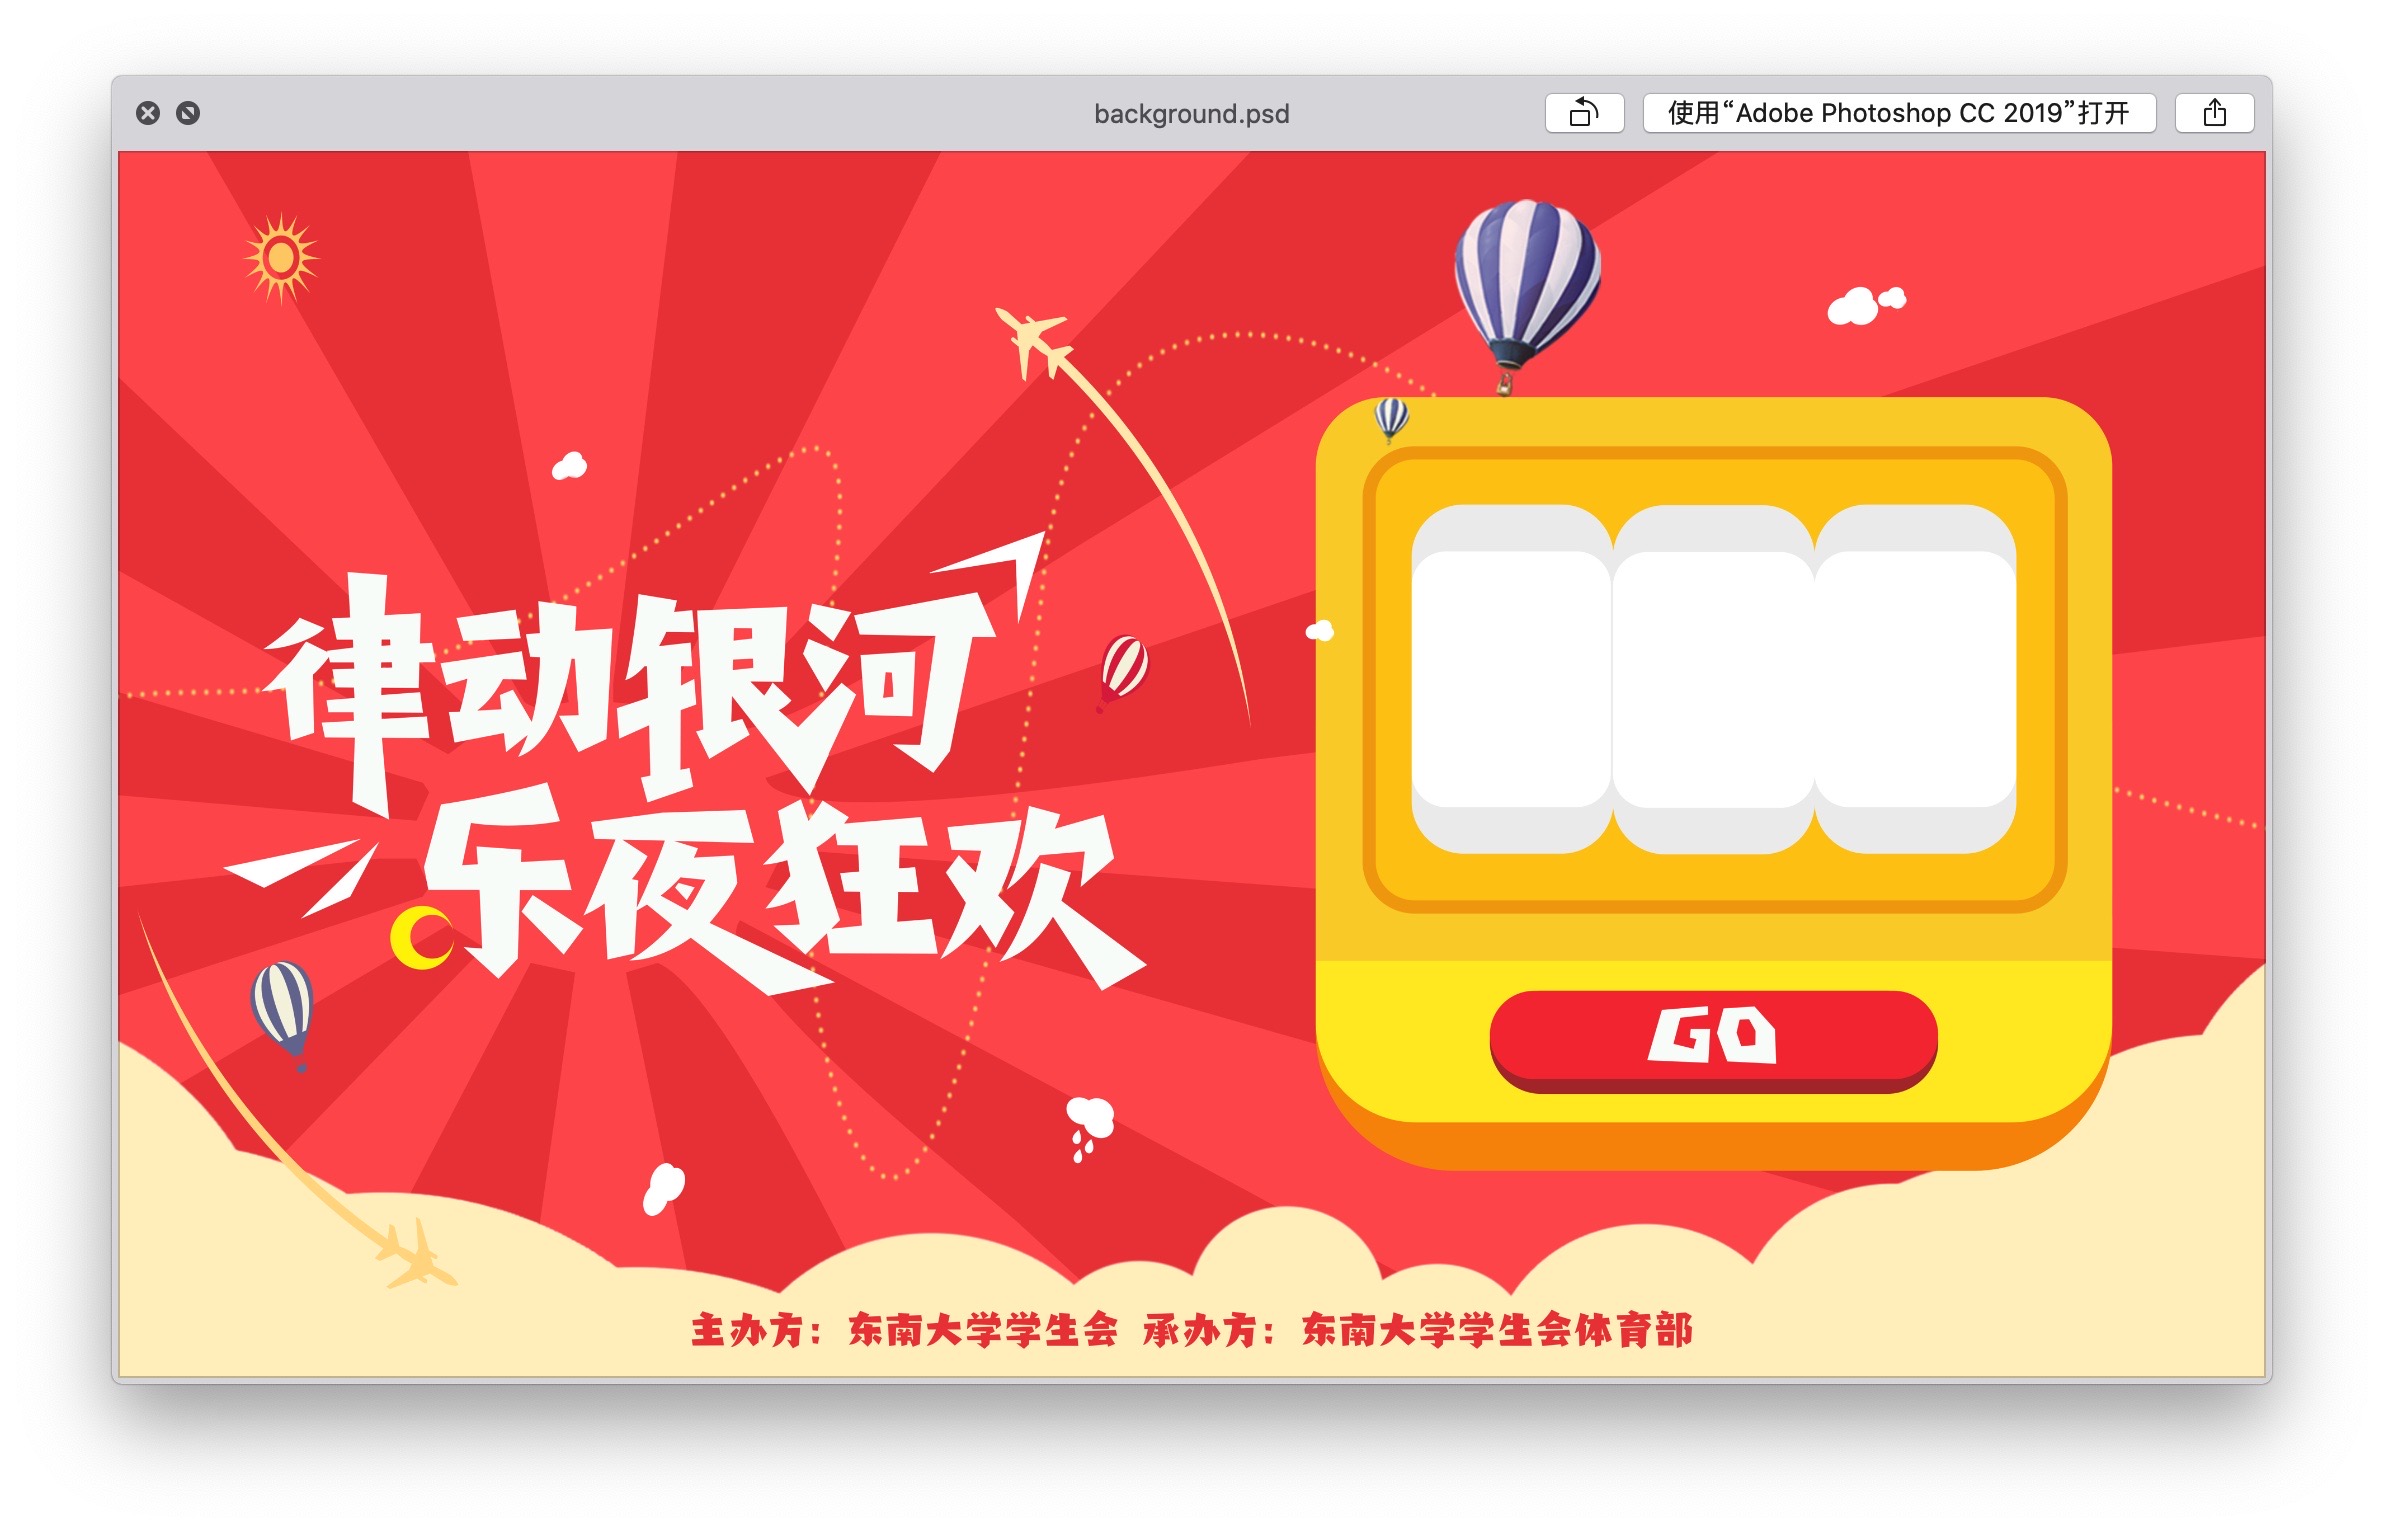 background.psd
使用“Adobe Photoshop CC 2019”打开
律动银河
乐夜狂欢
GO
主办方：东南大学学生会 承办方：东南大学学生会体育部